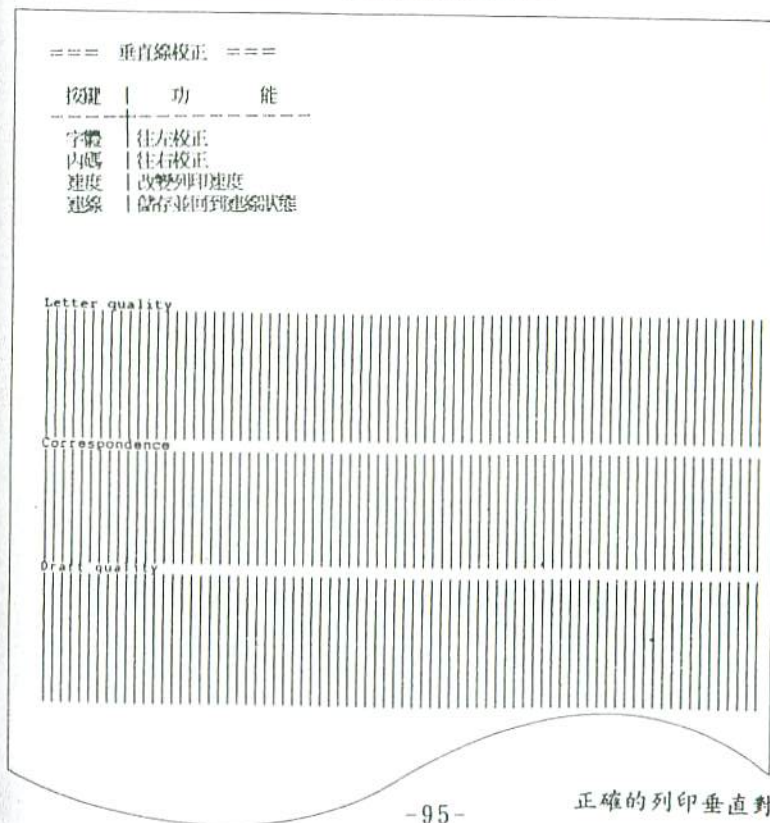 === 垂直線校正 ===
按鍵 | 功 能
字體 | 往左校正
內碼 | 往右校正
速度 | 改變列印速度
連線 | 儲存並回到連線狀態
Letter quality
Correspondence
Draft quality
-95-
正確的列印垂直對